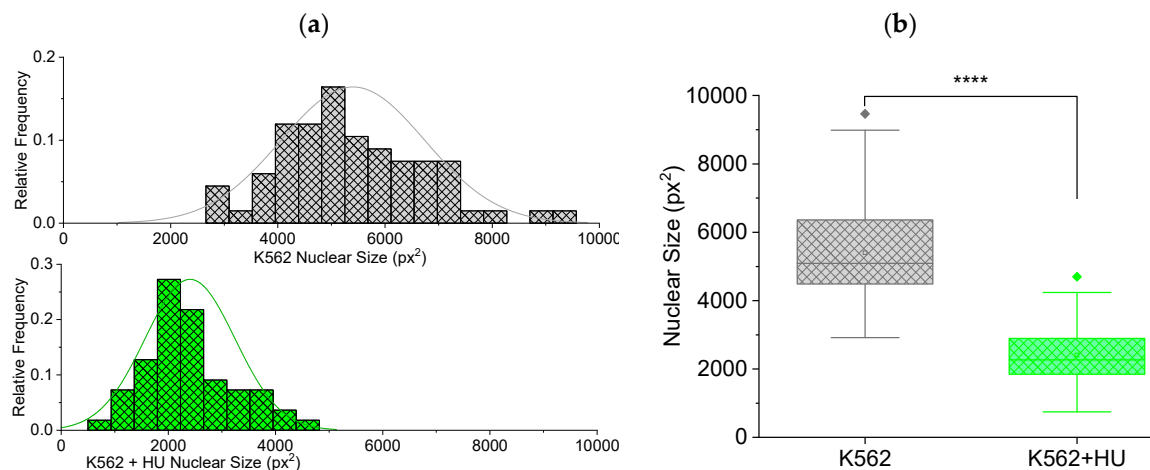 (a)
Relative Frequency
0.2
0.1
0.0
0 2000 4000 6000 8000 10000
K562 Nuclear Size (px²)
Relative Frequency
0.3
0.2
0.1
0.0
0 2000 4000 6000 8000 10000
K562 + HU Nuclear Size (px²)
(b)
****
Nuclear Size (px²)
10000
8000
6000
4000
2000
0
K562 K562+HU